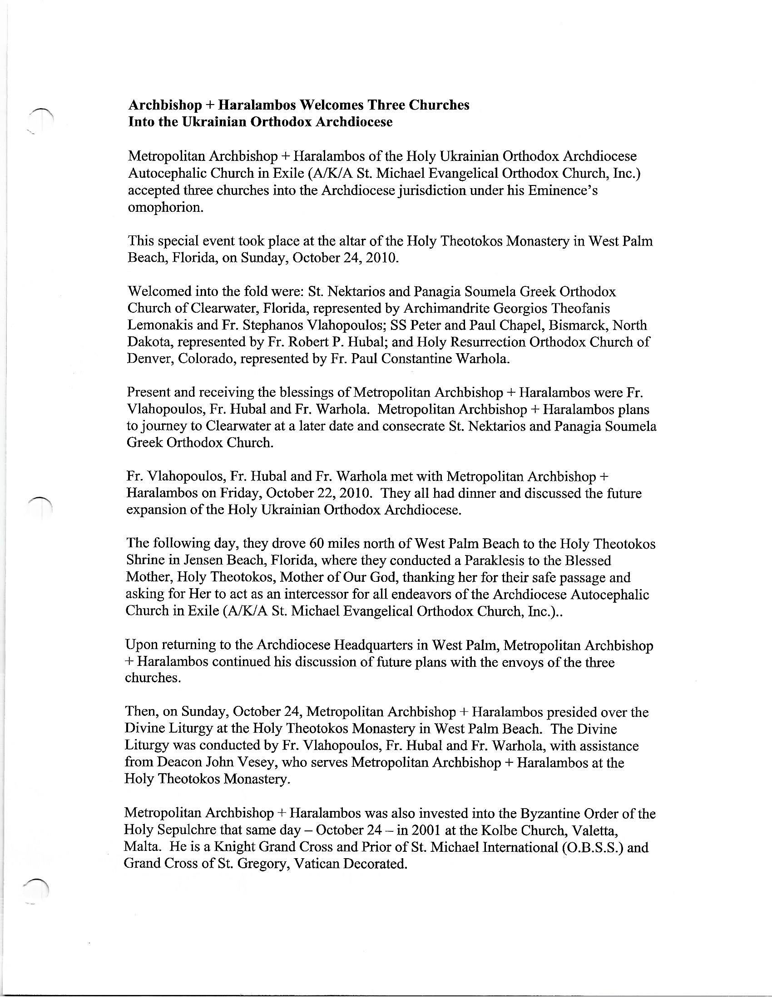 Archbishop + Haralambos Welcomes Three Churches
Into the Ukrainian Orthodox Archdiocese
Metropolitan Archbishop + Haralambos of the Holy Ukrainian Orthodox Archdiocese
Autocephalic Church in Exile (A/K/A St. Michael Evangelical Orthodox Church, Inc.)
accepted three churches into the Archdiocese jurisdiction under his Eminence’s
omophorion.
This special event took place at the altar of the Holy Theotokos Monastery in West Palm
Beach, Florida, on Sunday, October 24, 2010.
Welcomed into the fold were: St. Nektarios and Panagia Soumela Greek Orthodox
Church of Clearwater, Florida, represented by Archimandrite Georgios Theofanis
Lemonakis and Fr. Stephanos Vlahopoulos; SS Peter and Paul Chapel, Bismarck, North
Dakota, represented by Fr. Robert P. Hubal; and Holy Resurrection Orthodox Church of
Denver, Colorado, represented by Fr. Paul Constantine Warhola.
Present and receiving the blessings of Metropolitan Archbishop + Haralambos were Fr.
Vlahopoulos, Fr. Hubal and Fr. Warhola.  Metropolitan Archbishop + Haralambos plans
to journey to Clearwater at a later date and consecrate St. Nektarios and Panagia Soumela
Greek Orthodox Church.
Fr. Vlahopoulos, Fr. Hubal and Fr. Warhola met with Metropolitan Archbishop +
Haralambos on Friday, October 22, 2010.  They all had dinner and discussed the future
expansion of the Holy Ukrainian Orthodox Archdiocese.
The following day, they drove 60 miles north of West Palm Beach to the Holy Theotokos
Shrine in Jensen Beach, Florida, where they conducted a Paraklesis to the Blessed
Mother, Holy Theotokos, Mother of Our God, thanking her for their safe passage and
asking for Her to act as an intercessor for all endeavors of the Archdiocese Autocephalic
Church in Exile (A/K/A St. Michael Evangelical Orthodox Church, Inc.)..
Upon returning to the Archdiocese Headquarters in West Palm, Metropolitan Archbishop
+ Haralambos continued his discussion of future plans with the envoys of the three
churches.
Then, on Sunday, October 24, Metropolitan Archbishop + Haralambos presided over the
Divine Liturgy at the Holy Theotokos Monastery in West Palm Beach.  The Divine
Liturgy was conducted by Fr. Vlahopoulos, Fr. Hubal and Fr. Warhola, with assistance
from Deacon John Vesey, who serves Metropolitan Archbishop + Haralambos at the
Holy Theotokos Monastery.
Metropolitan Archbishop + Haralambos was also invested into the Byzantine Order of the
Holy Sepulchre that same day – October 24 – in 2001 at the Kolbe Church, Valetta,
Malta.  He is a Knight Grand Cross and Prior of St. Michael International (O.B.S.S.) and
Grand Cross of St. Gregory, Vatican Decorated.